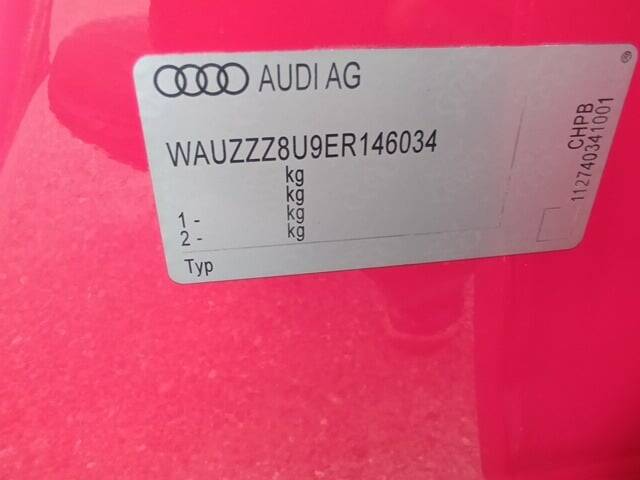 AUDI AG
WAUZZZ8U9ER146034
kg
kg
1 - kg
2 - kg
Typ
®
CHPB
112740341001